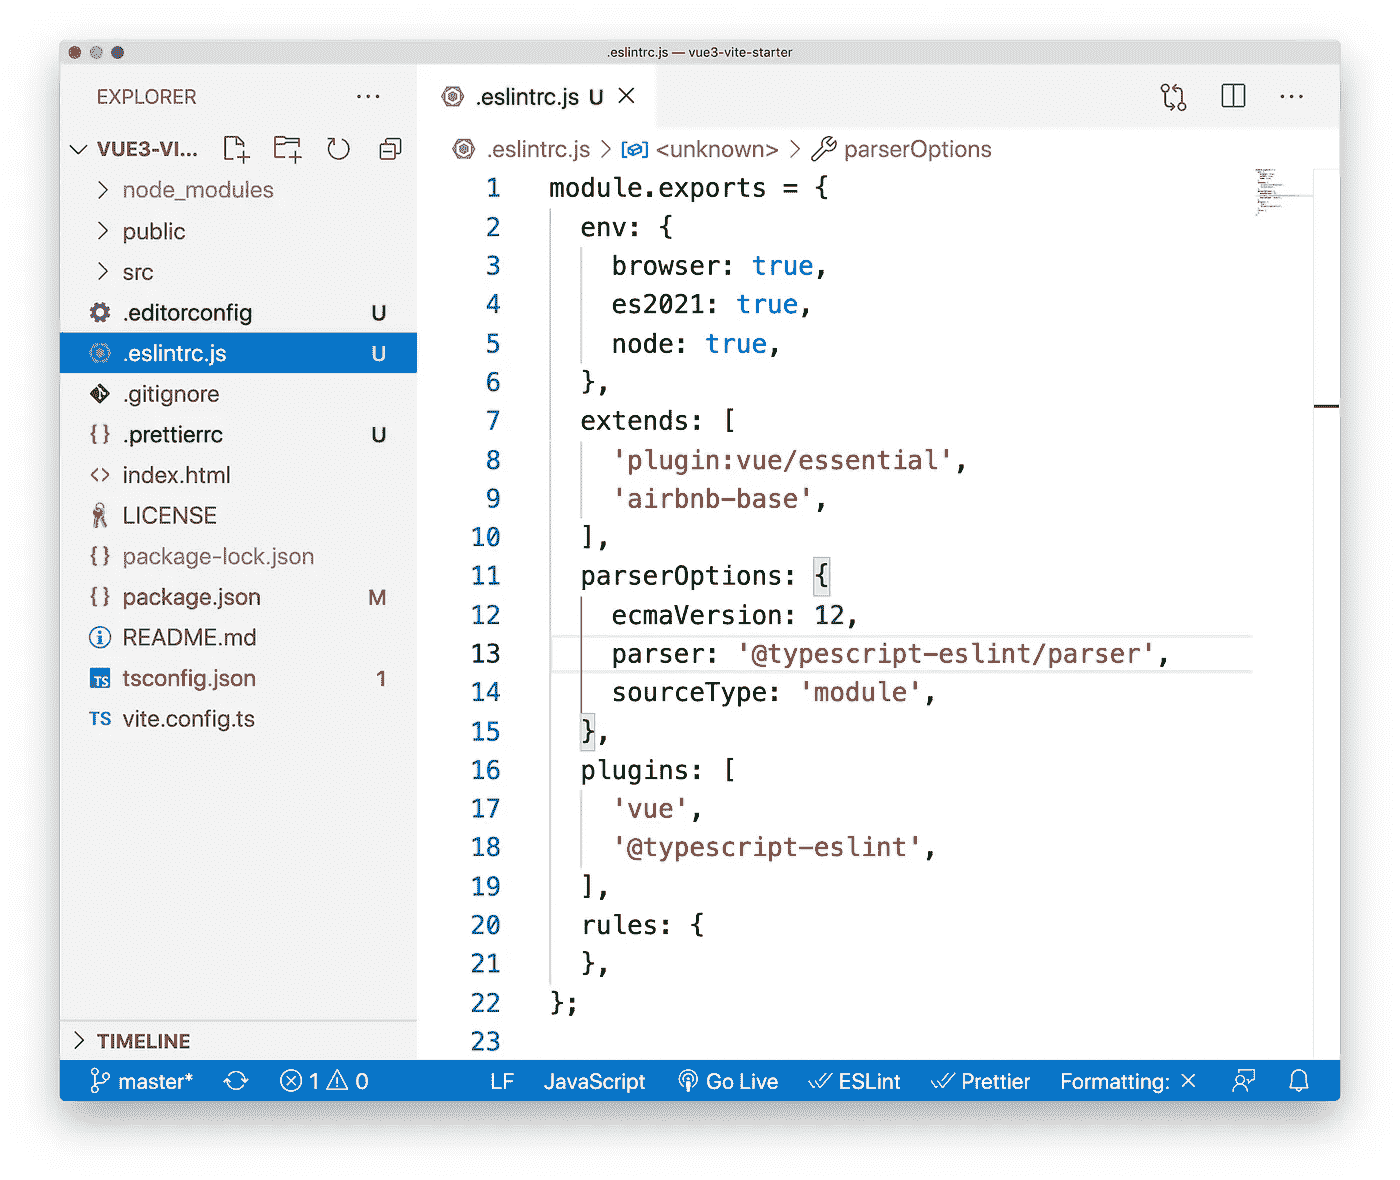 .eslintrc.js — vue3-vite-starter
EXPLORER
VUE3-VI...
node_modules
public
src
.editorconfig U
.eslintrc.js U
.gitignore
.prettierrc U
index.html
LICENSE
package-lock.json
package.json M
README.md
TS tsconfig.json 1
TS vite.config.ts
TIMELINE
.eslintrc.js U
.eslintrc.js > <unknown> > parserOptions
1 module.exports = {
2 env: {
3 browser: true,
4 es2021: true,
5 node: true,
6 },
7 extends: [
8 'plugin:vue/essential',
9 'airbnb-base',
10 ],
11 parserOptions: {
12 ecmaVersion: 12,
13 parser: '@typescript-eslint/parser',
14 sourceType: 'module',
15 },
16 plugins: [
17 'vue',
18 '@typescript-eslint',
19 ],
20 rules: {
21 },
22 };
23
master* 1 0 LF JavaScript Go Live ESLint Prettier Formatting: ×